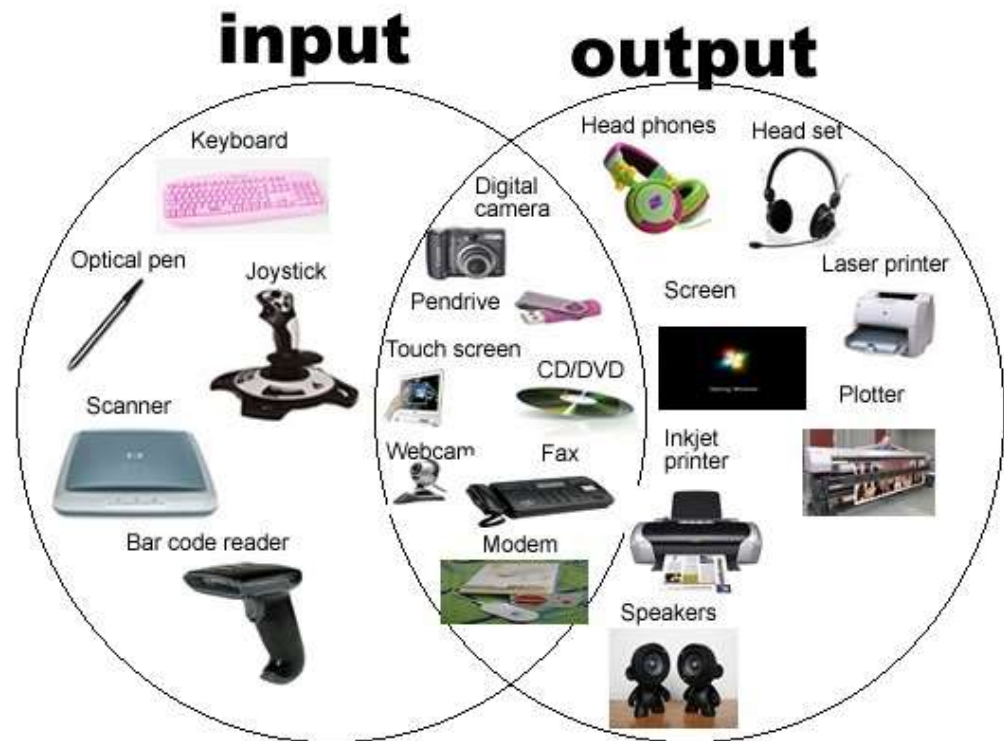 input
output
Keyboard
Head phones
Head set
Digital
camera
Optical pen
Joystick
Laser printer
Screen
Pendrive
Touch screen
CD/DVD
Plotter
Scanner
Inkjet
printer
Webcam
Fax
Bar code reader
Modem
Speakers